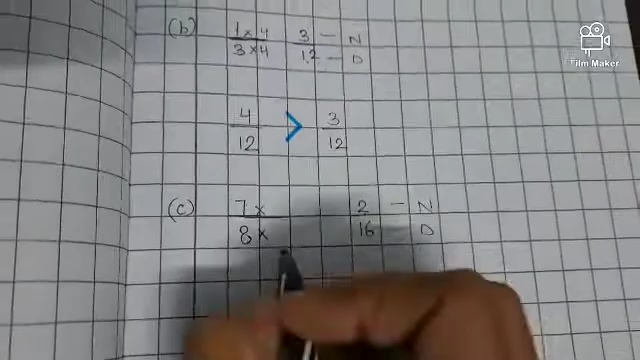 (b) 1 x 4 3 — N
3 x 4 12 — D
4 > 3
12 12
(c) 7 x 2 — N
8 x 16 D
Film Maker